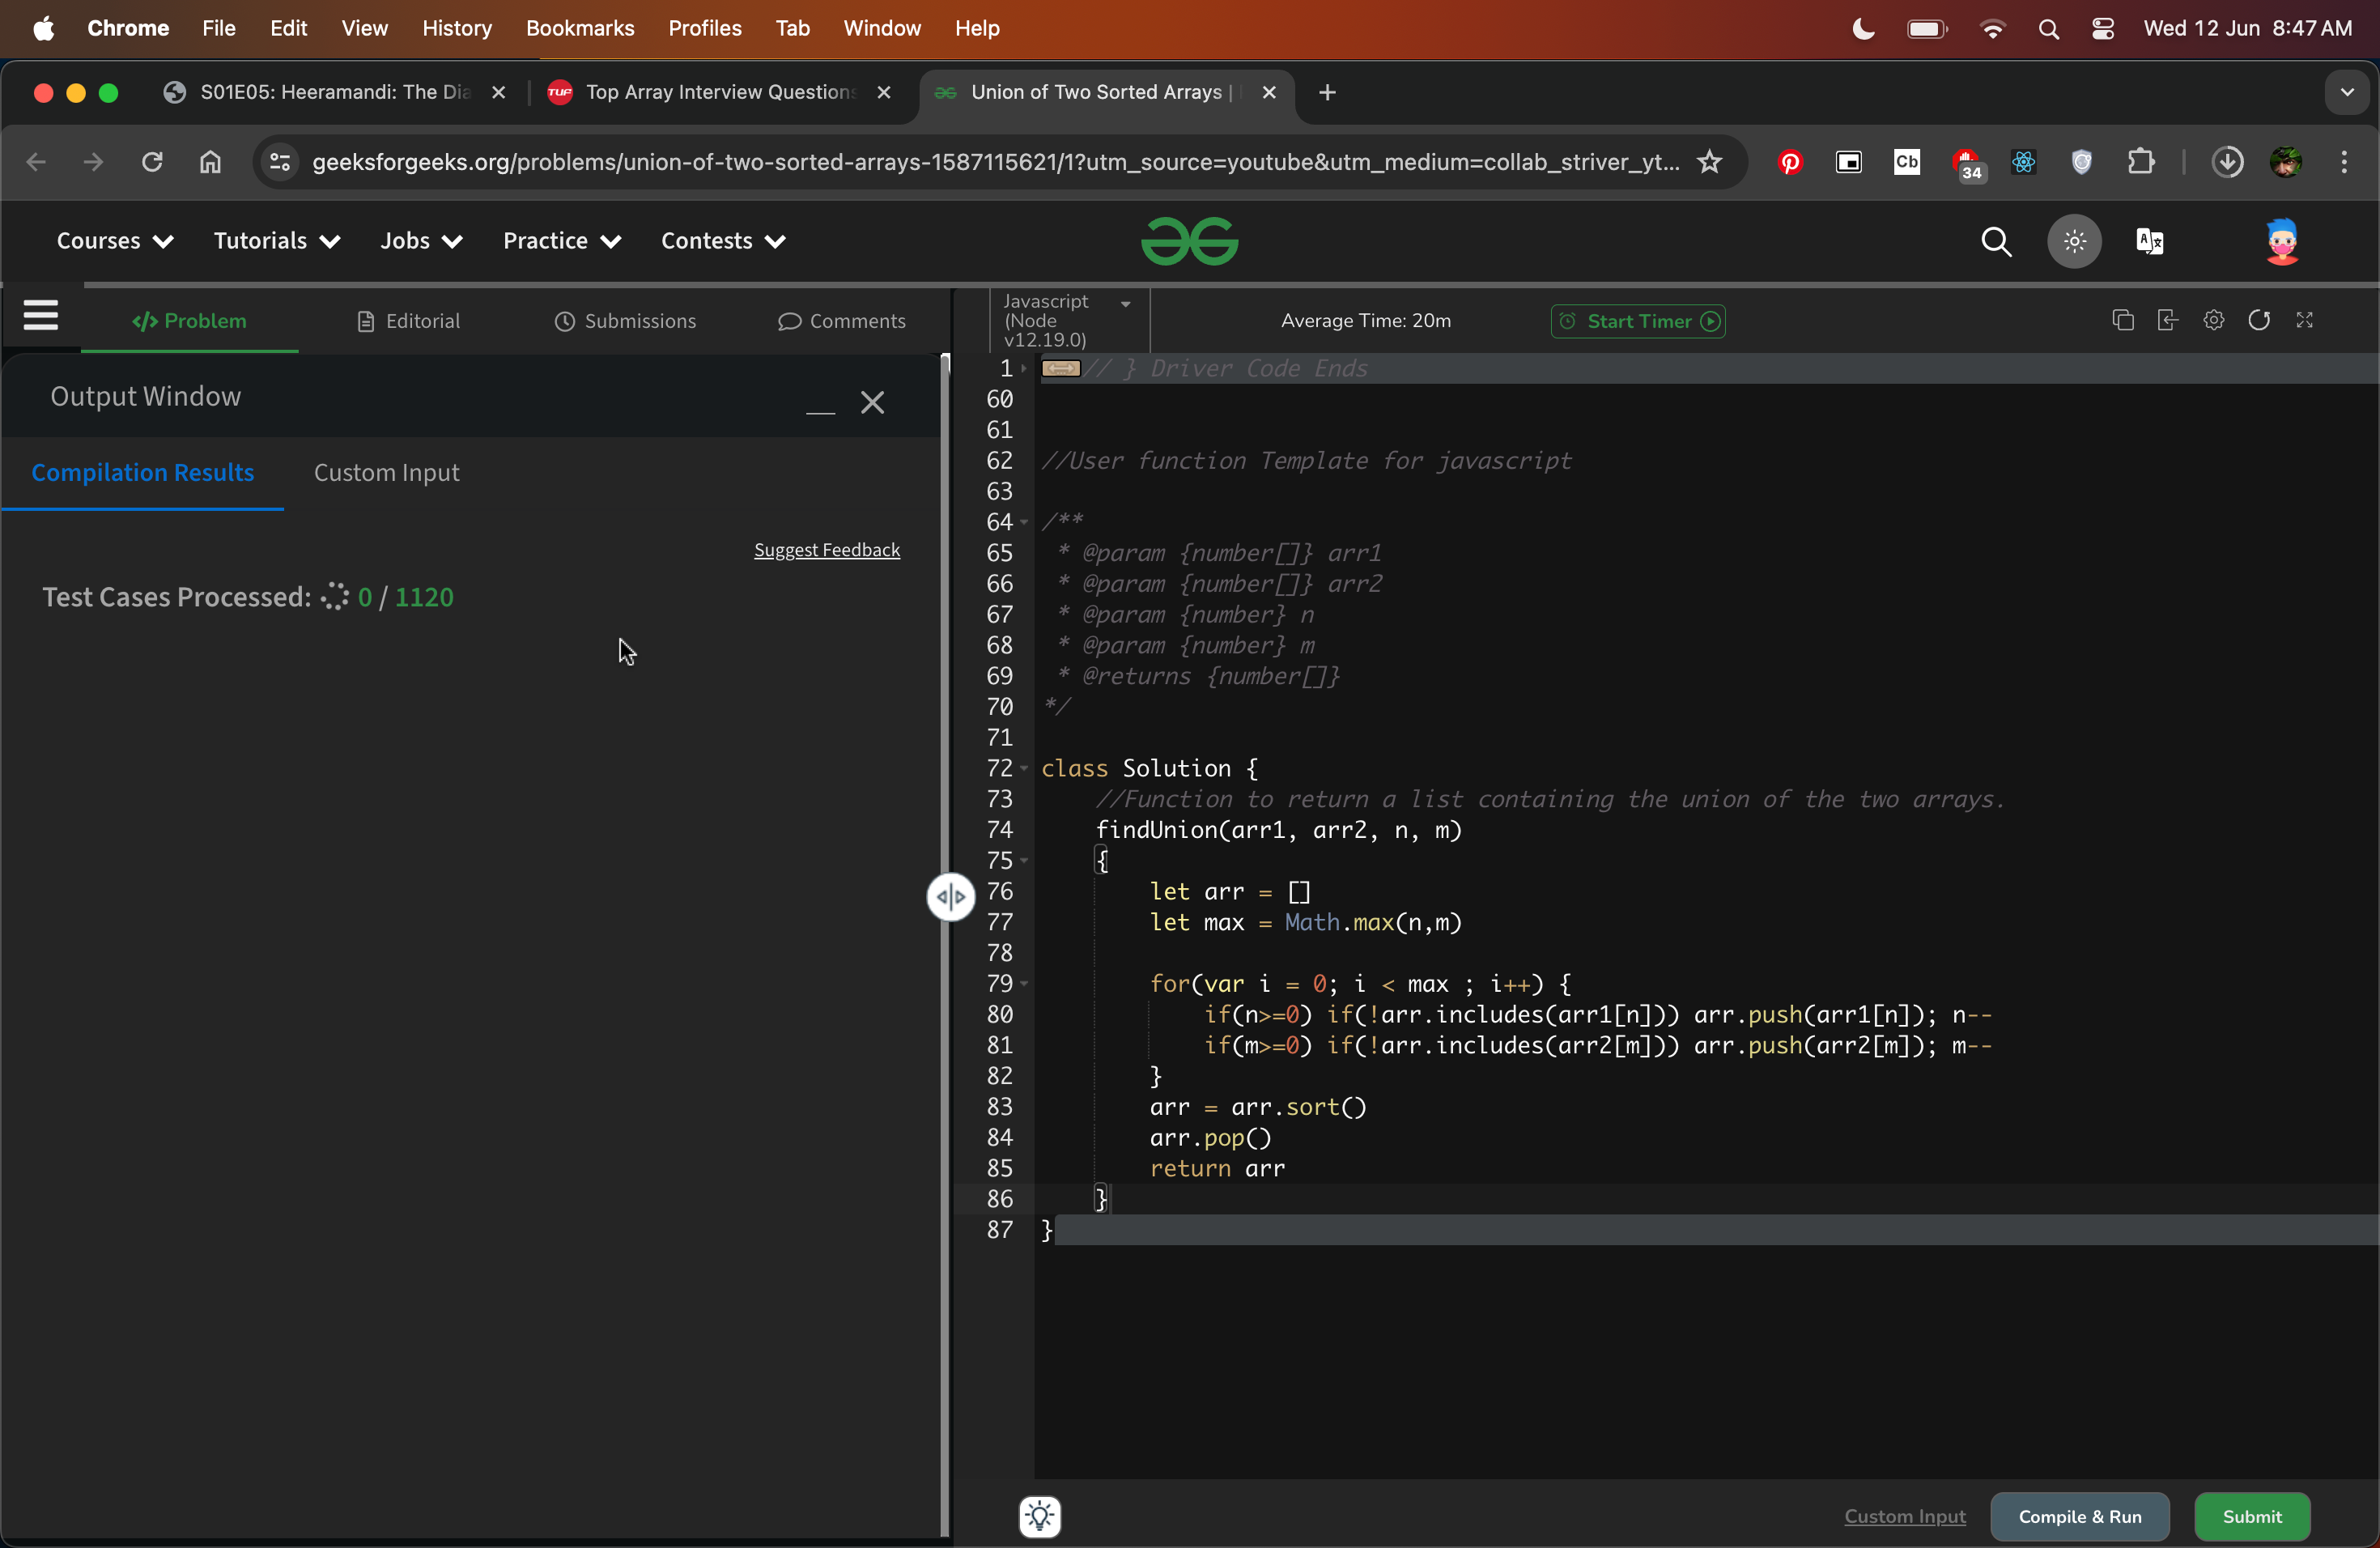 Chrome File Edit View History Bookmarks Profiles Tab Window Help Wed 12 Jun 8:47 AM
S01E05: Heeramandi: The Dia Top Array Interview Questions Union of Two Sorted Arrays |
geeksforgeeks.org/problems/union-of-two-sorted-arrays-1587115621/1?utm_source=youtube&utm_medium=collab_striver_yt... Cb 34
Courses Tutorials Jobs Practice Contests
</> Problem Editorial Submissions Comments
Javascript
(Node
v12.19.0)
Average Time: 20m Start Timer
Output Window
Compilation Results Custom Input
Suggest Feedback
Test Cases Processed: 0 / 1120
1 // } Driver Code Ends
60
61
62 //User function Template for javascript
63
64 /**
65 * @param {number[]} arr1
66 * @param {number[]} arr2
67 * @param {number} n
68 * @param {number} m
69 * @returns {number[]}
70 */
71
72 class Solution {
73 //Function to return a list containing the union of the two arrays.
74 findUnion(arr1, arr2, n, m)
75 {
76 let arr = []
77 let max = Math.max(n,m)
78
79 for(var i = 0; i < max ; i++) {
80 if(n>=0) if(!arr.includes(arr1[n])) arr.push(arr1[n]); n--
81 if(m>=0) if(!arr.includes(arr2[m])) arr.push(arr2[m]); m--
82 }
83 arr = arr.sort()
84 arr.pop()
85 return arr
86 }
87 }
Custom Input Compile & Run Submit